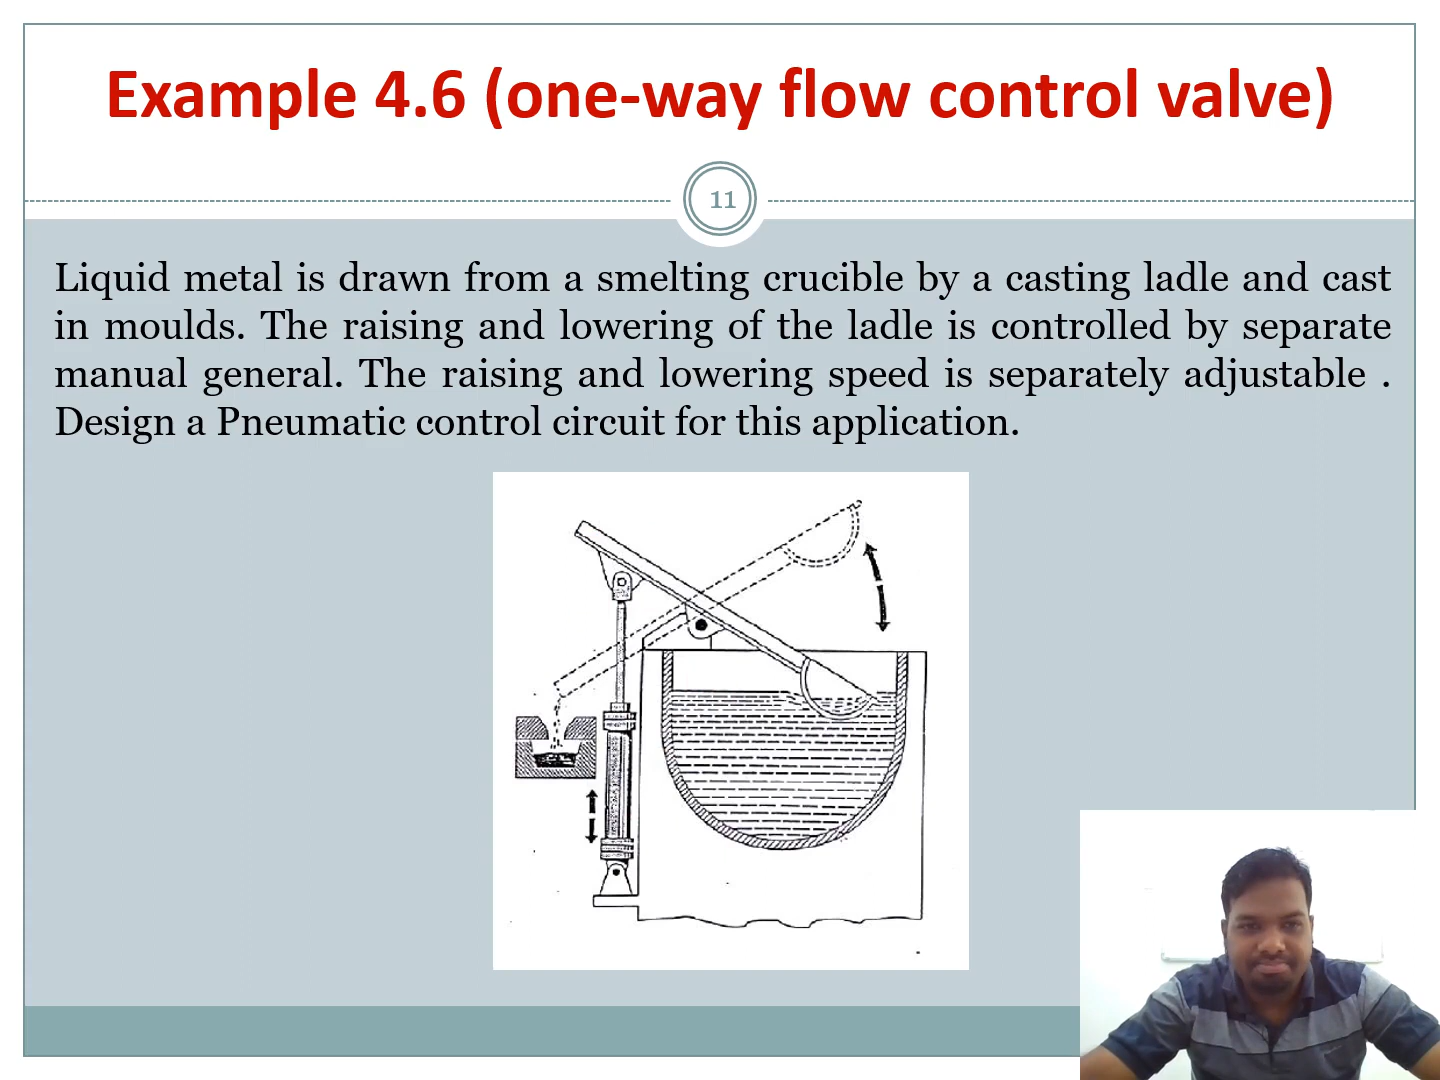 Example 4.6 (one-way flow control valve)
11
Liquid metal is drawn from a smelting crucible by a casting ladle and cast
in moulds. The raising and lowering of the ladle is controlled by separate
manual general. The raising and lowering speed is separately adjustable .
Design a Pneumatic control circuit for this application.